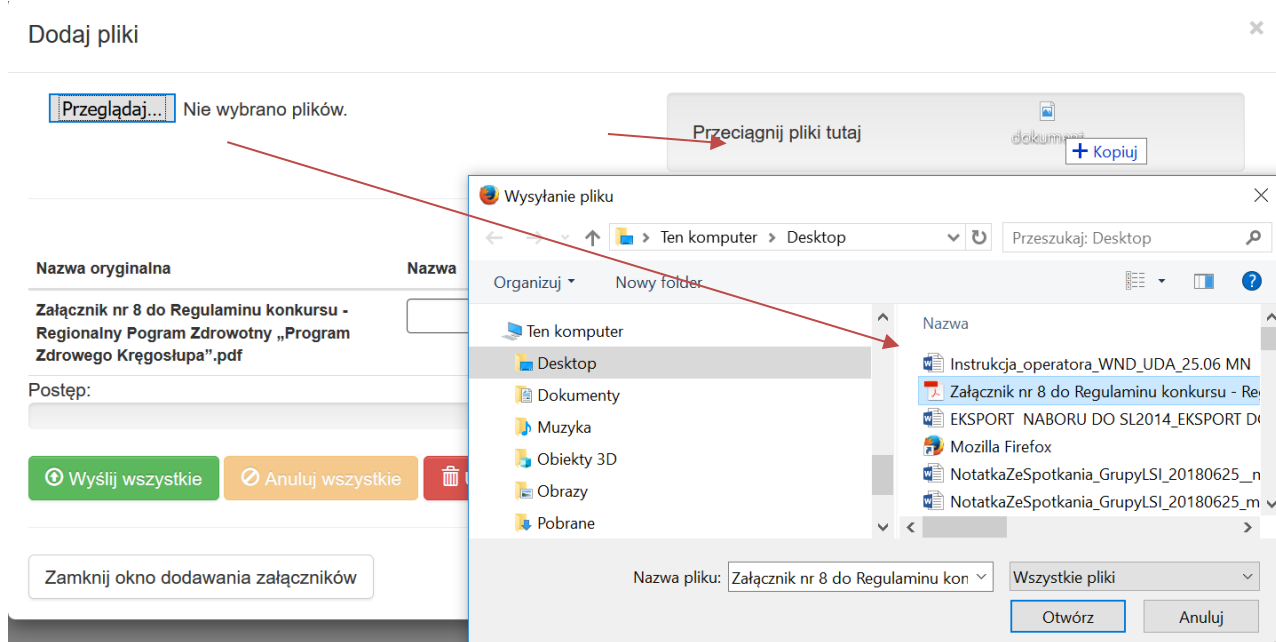 Dodaj pliki
Przeglądaj... Nie wybrano plików.
Przeciągnij pliki tutaj
dokument
Kopiuj
Wysyłanie pliku
Ten komputer > Desktop
Przeszukaj: Desktop
Organizuj
Nowy folder
Nazwa oryginalna
Nazwa
Załącznik nr 8 do Regulaminu konkursu -
Regionalny Pogram Zdrowotny „Program
Zdrowego Kręgosłupa”.pdf
Postęp:
Wyślij wszystkie
Anuluj wszystkie
U
Zamknij okno dodawania załączników
Ten komputer
Desktop
Dokumenty
Muzyka
Obiekty 3D
Obrazy
Pobrane
Nazwa
Instrukcja_operatora_WND_UDA_25.06 MN
Załącznik nr 8 do Regulaminu konkursu - Re
EKSPORT NABORU DO SL2014_EKSPORT D
Mozilla Firefox
NotatkaZeSpotkania_GrupyLSI_20180625__n
NotatkaZeSpotkania_GrupyLSI_20180625_m
Nazwa pliku:
Załącznik nr 8 do Regulaminu kon
Wszystkie pliki
Otwórz
Anuluj